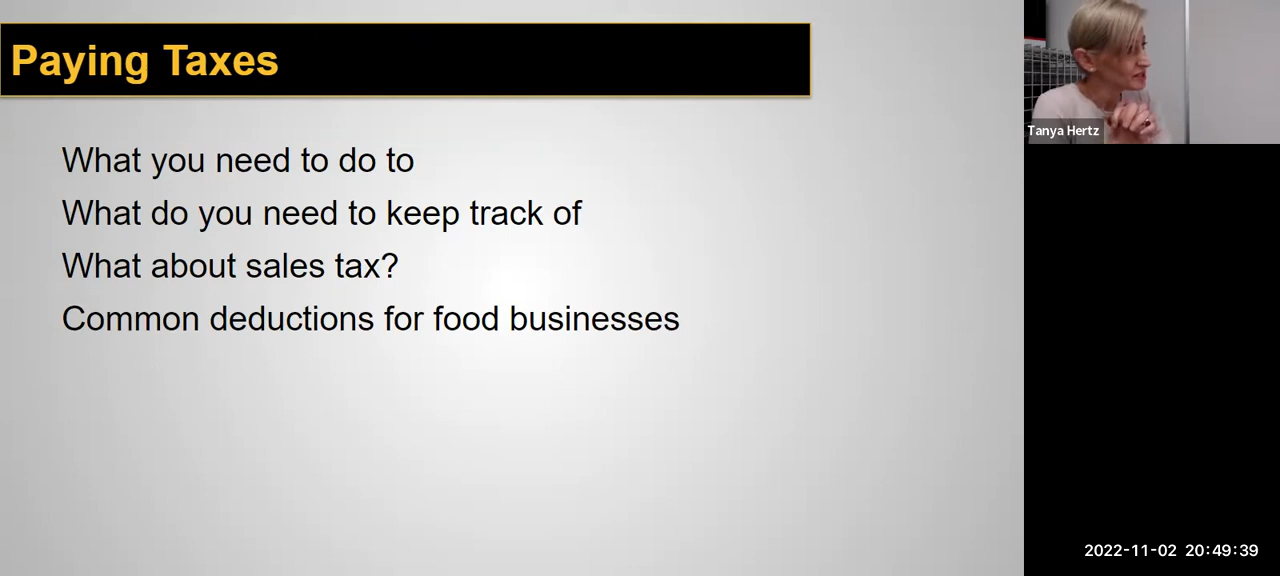 Paying Taxes
What you need to do to
What do you need to keep track of
What about sales tax?
Common deductions for food businesses
Tanya Hertz
2022-11-02 20:49:39